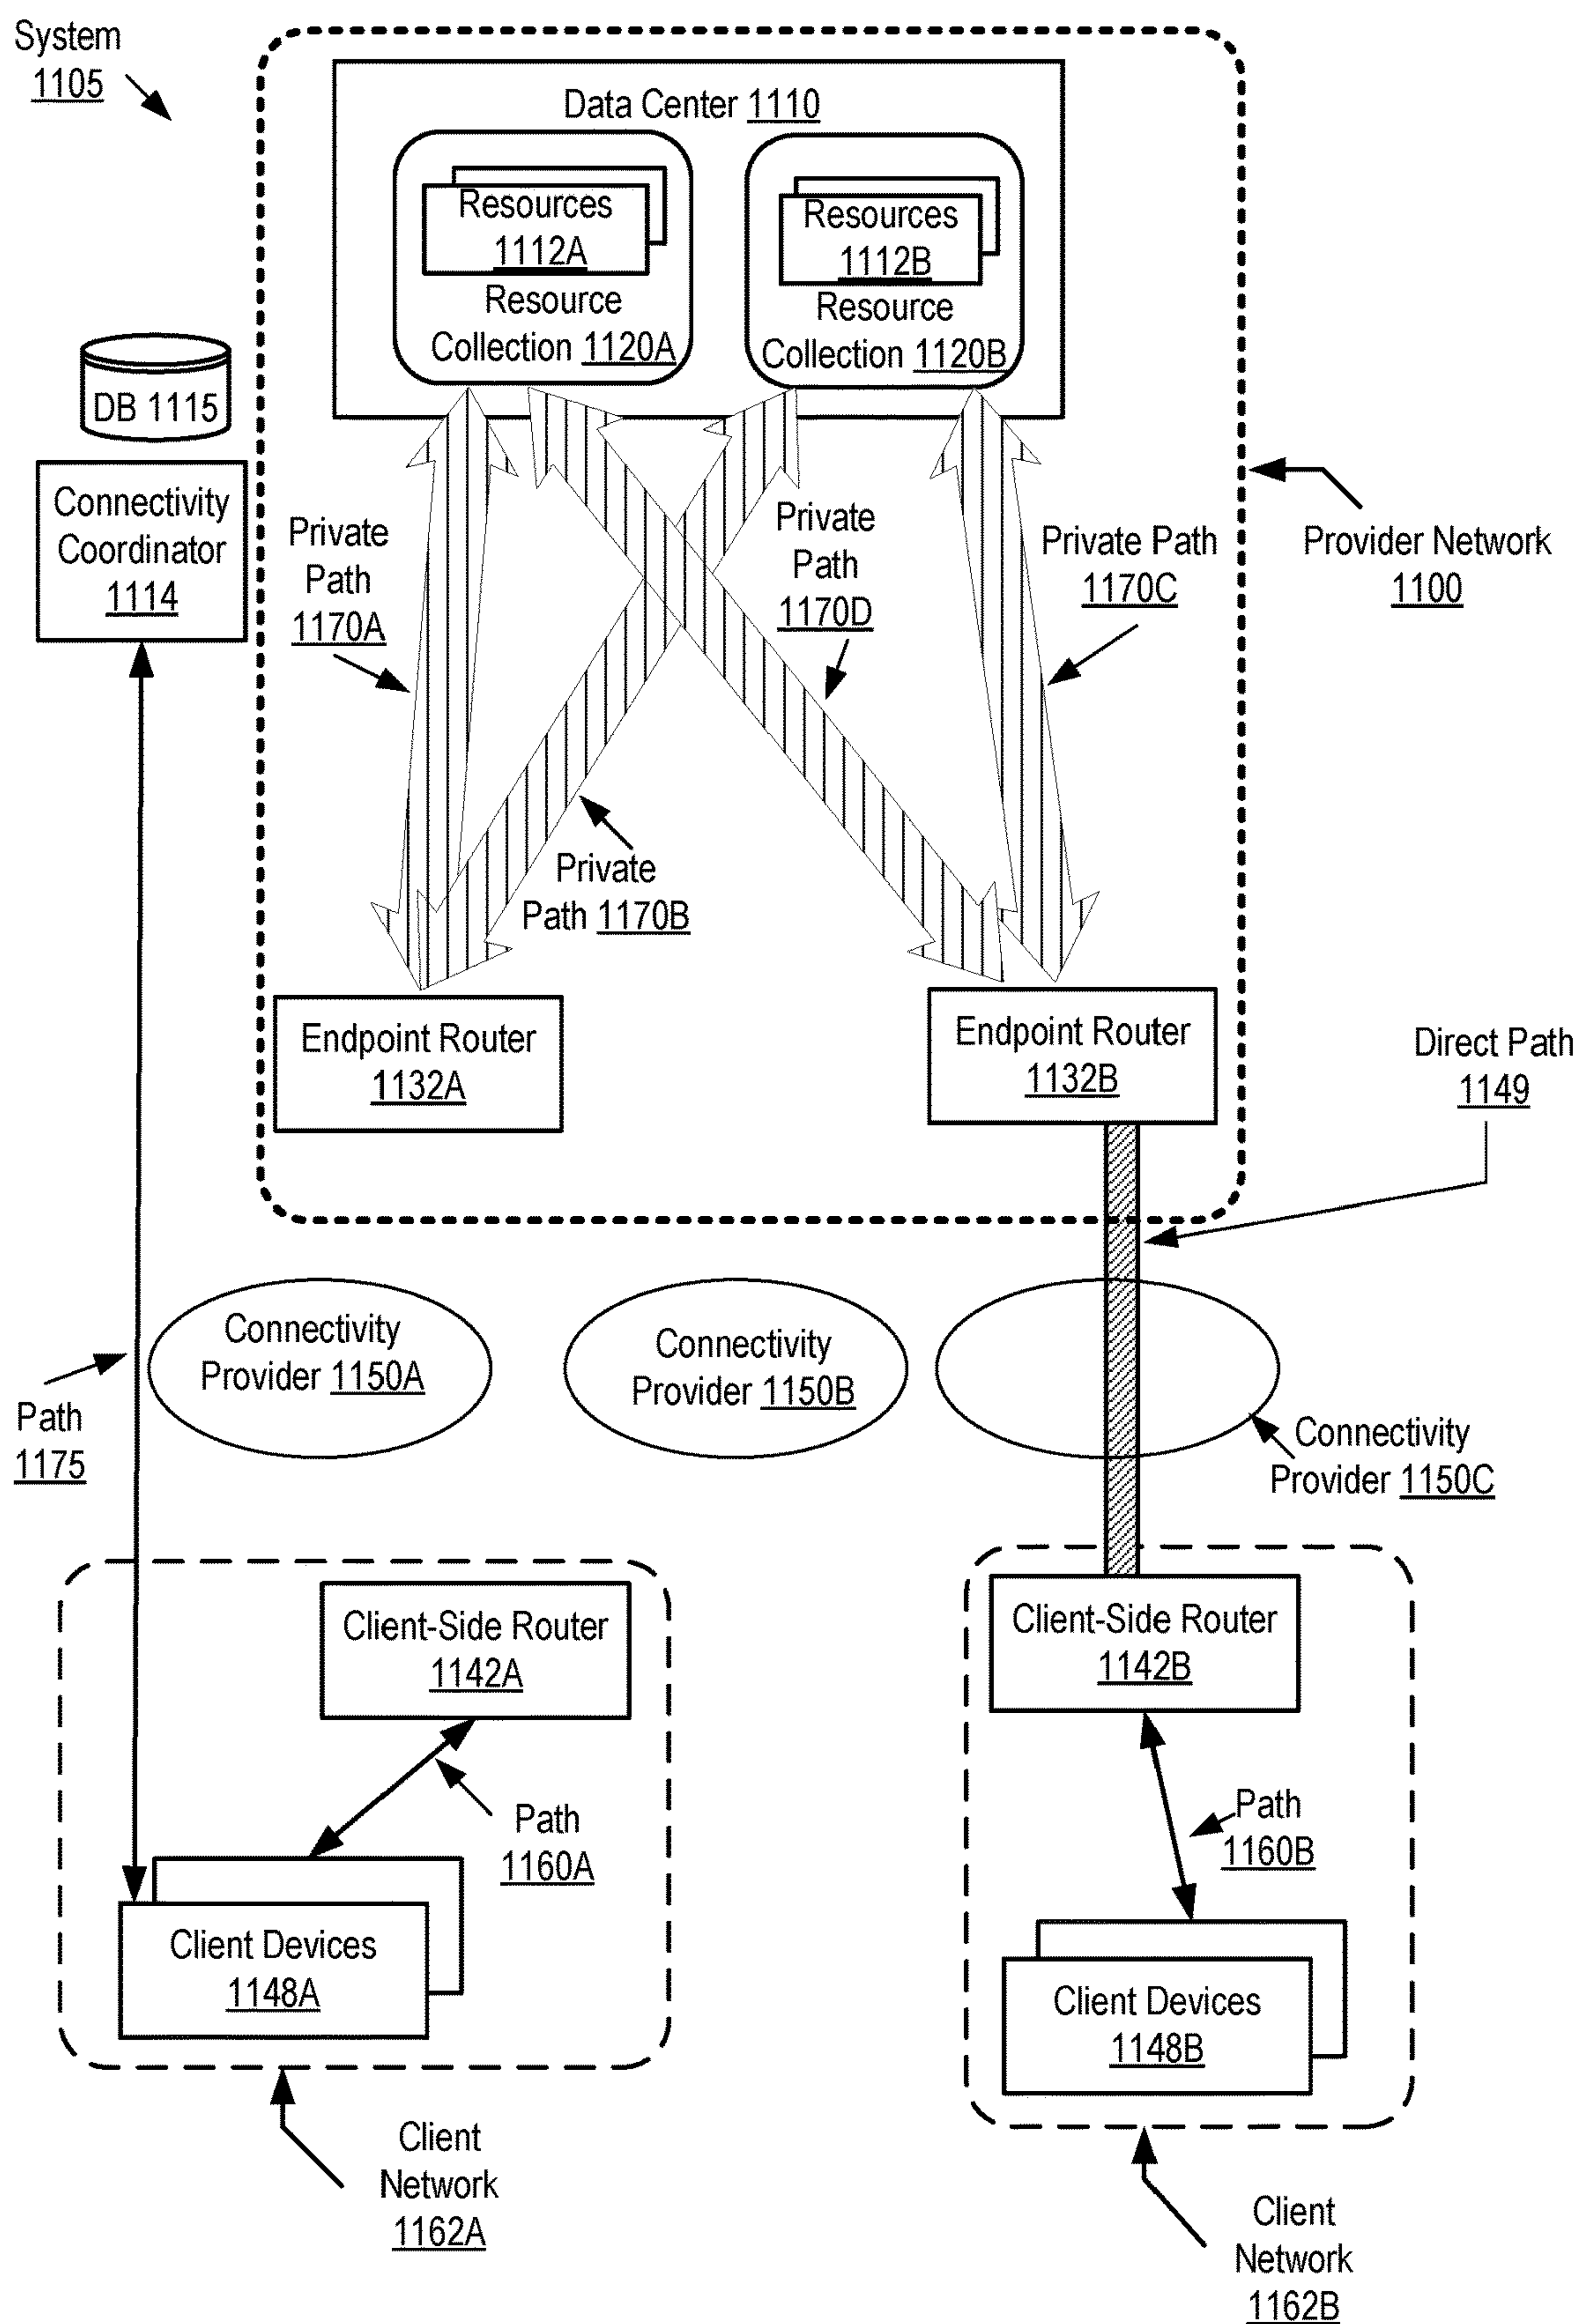 System
1105
Data Center 1110
Resources
1112A
Resource
Collection 1120A
Resources
1112B
Resource
Collection 1120B
DB 1115
Connectivity
Coordinator
1114
Private
Path
1170A
Private
Path
1170D
Private Path
1170C
Provider Network
1100
Private
Path 1170B
Endpoint Router
1132A
Endpoint Router
1132B
Direct Path
1149
Connectivity
Provider 1150A
Connectivity
Provider 1150B
Path
1175
Connectivity
Provider 1150C
Client-Side Router
1142A
Client-Side Router
1142B
Path
1160A
Path
1160B
Client Devices
1148A
Client Devices
1148B
Client
Network
1162A
Client
Network
1162B